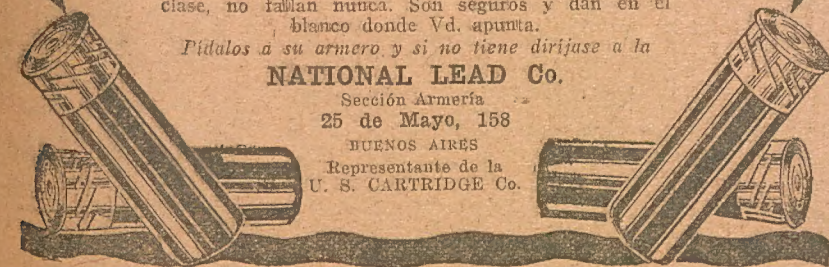 clase, no fallan nunca. Son seguros y dan en el
blanco donde Vd. apunta.
Pídalos á su armero y si no tiene diríjase a la
NATIONAL LEAD Co.
Sección Armería
25 de Mayo, 158
BUENOS AIRES
Representante de la
U. S. CARTRIDGE Co.